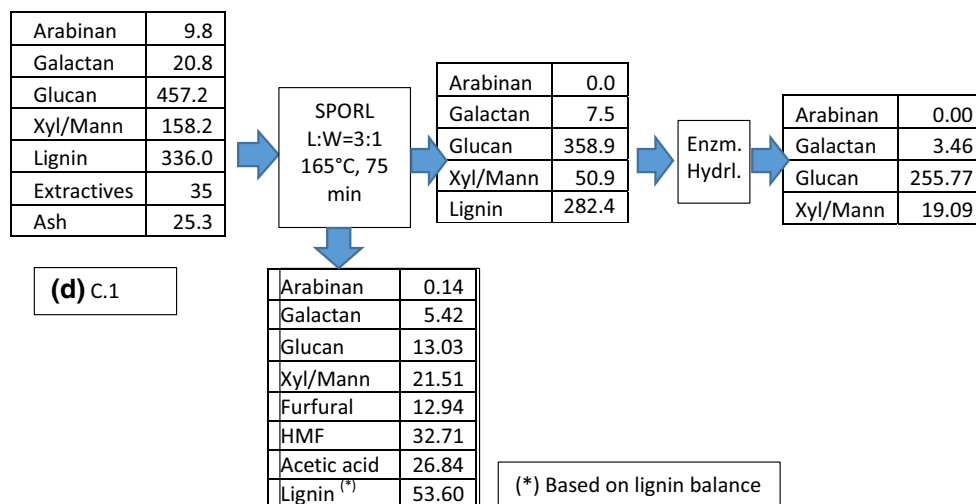 Arabinan 9.8
Galactan 20.8
Glucan 457.2
Xyl/Mann 158.2
Lignin 336.0
Extractives 35
Ash 25.3
SPORL
L:W=3:1
165°C, 75
min
Arabinan 0.0
Galactan 7.5
Glucan 358.9
Xyl/Mann 50.9
Lignin 282.4
Enzm.
Hydrl.
Arabinan 0.00
Galactan 3.46
Glucan 255.77
Xyl/Mann 19.09
(d) C.1
Arabinan 0.14
Galactan 5.42
Glucan 13.03
Xyl/Mann 21.51
Furfural 12.94
HMF 32.71
Acetic acid 26.84
Lignin (*) 53.60
(*) Based on lignin balance